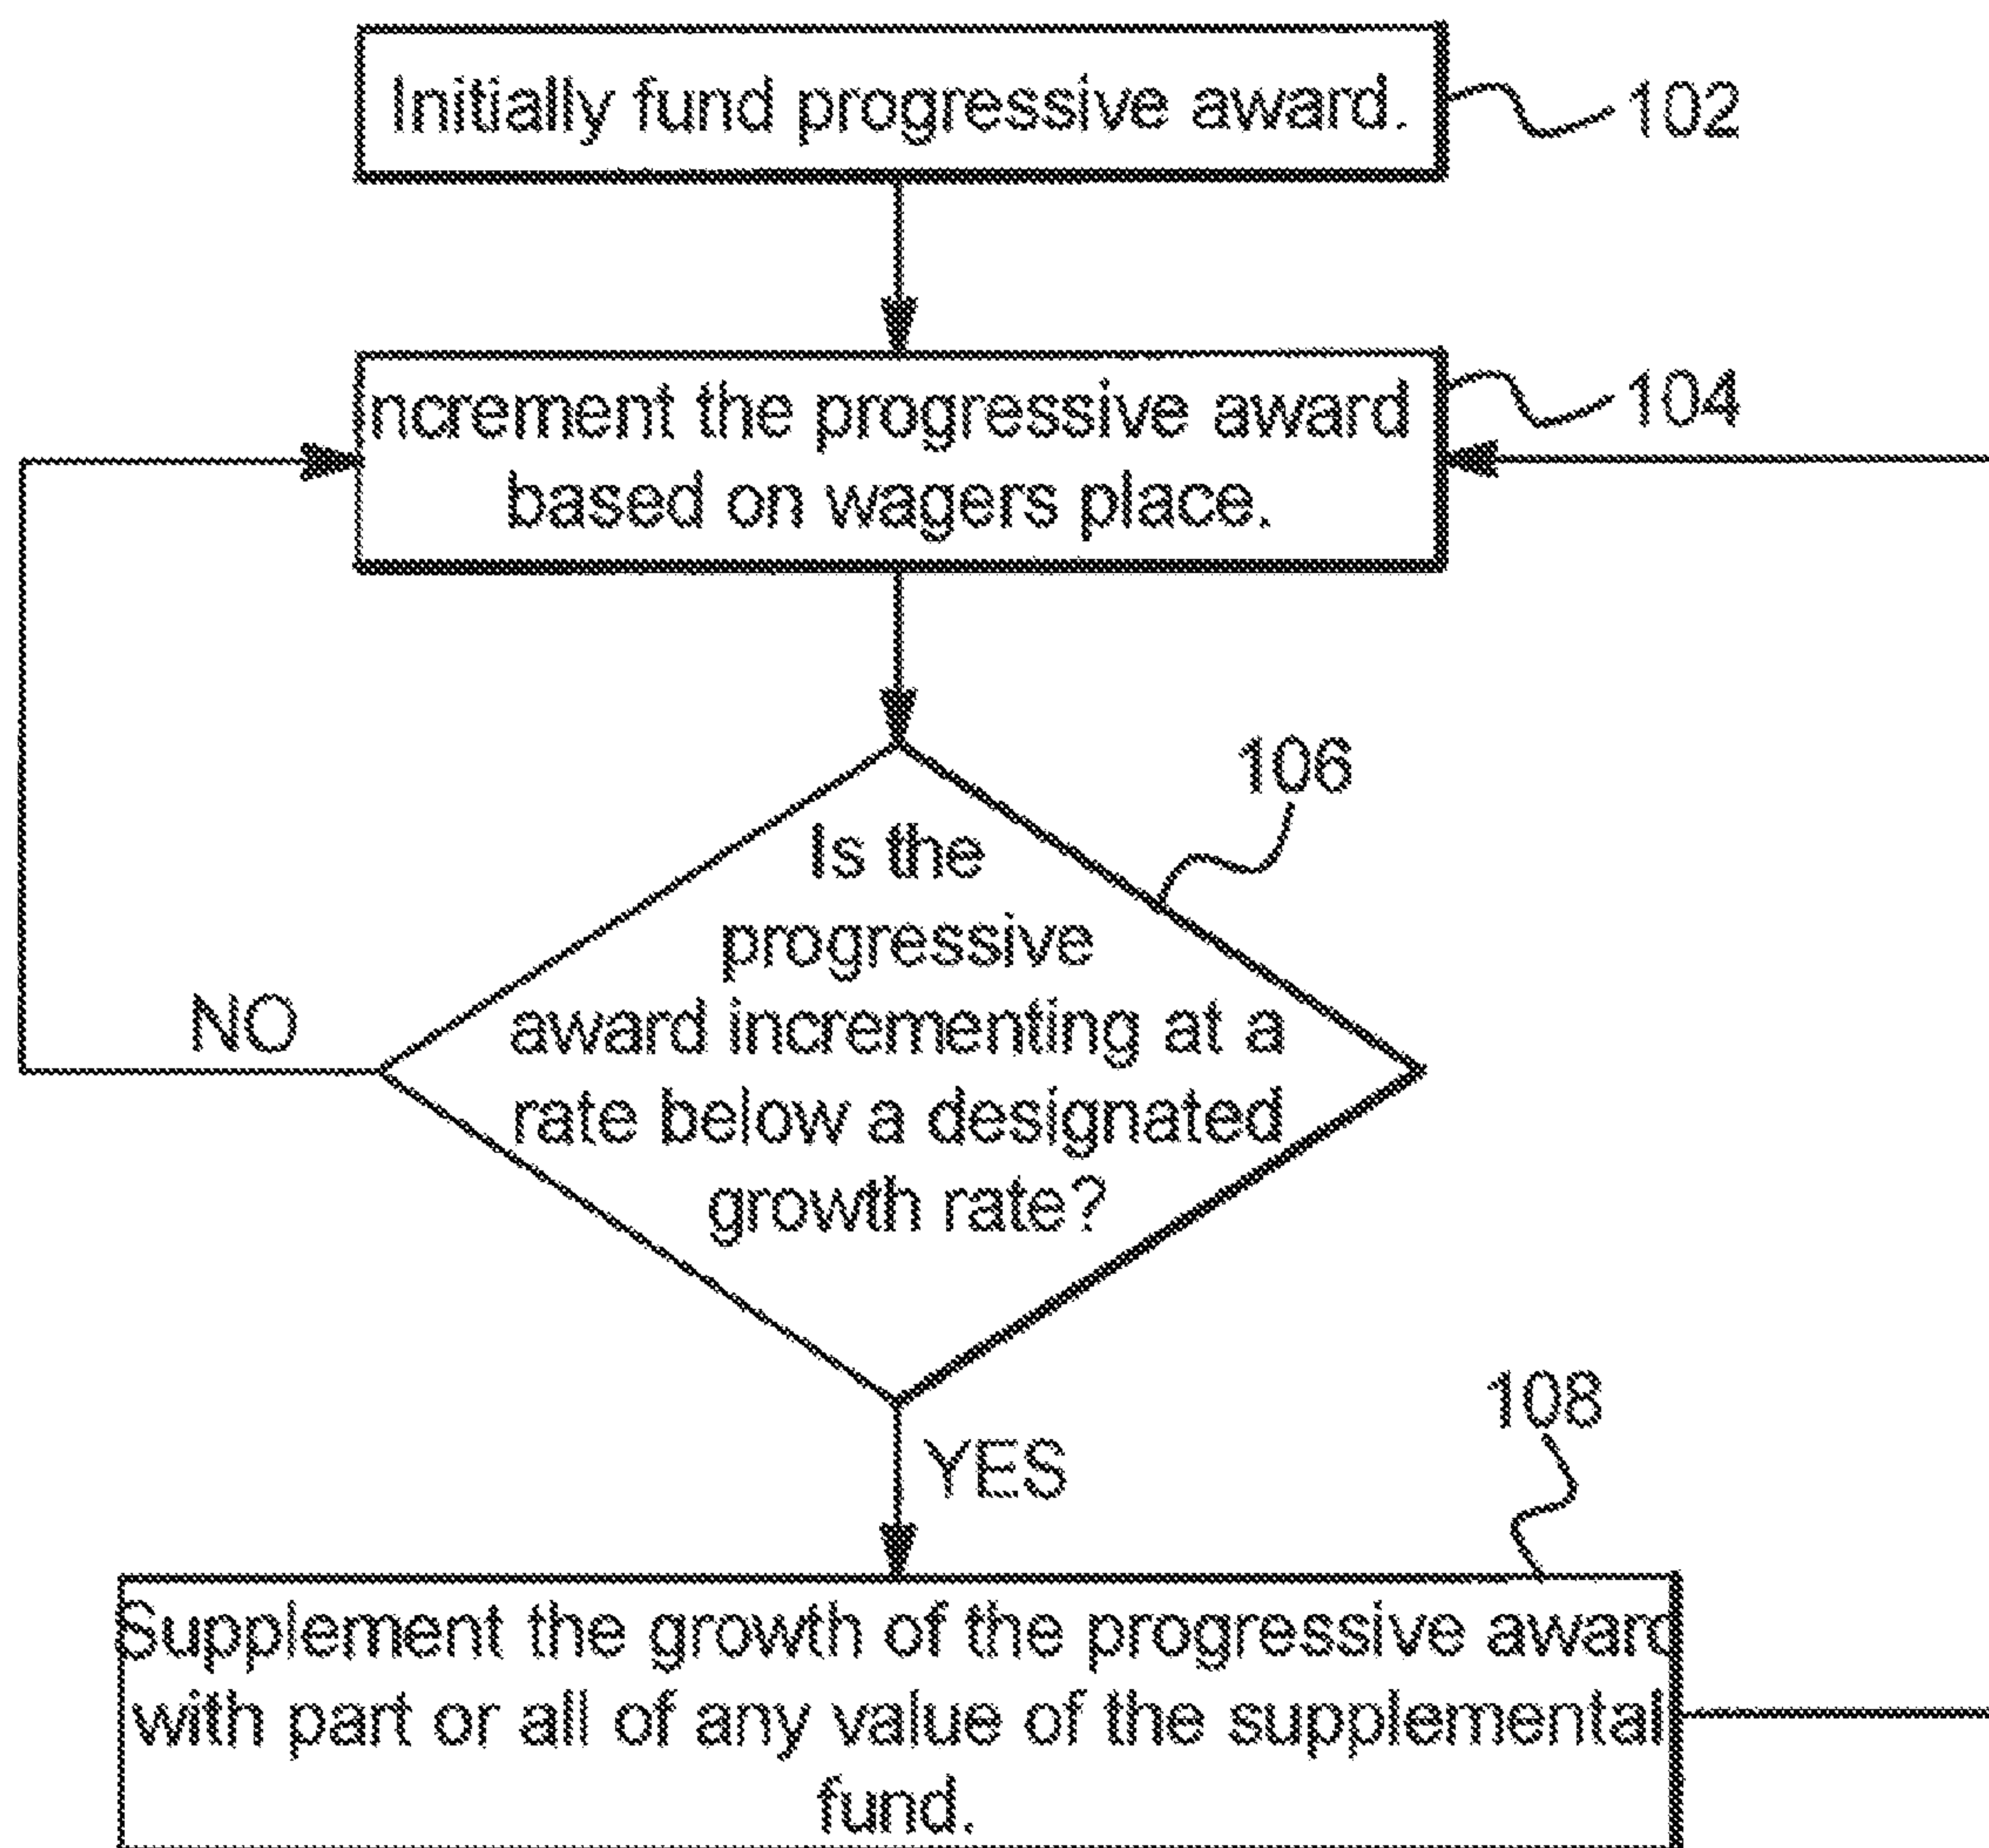 Initially fund progressive award.
102
Increment the progressive award
based on wagers place.
104
106
Is the
progressive
award incrementing at a
rate below a designated
growth rate?
NO
YES
108
Supplement the growth of the progressive award
with part or all of any value of the supplemental
fund.